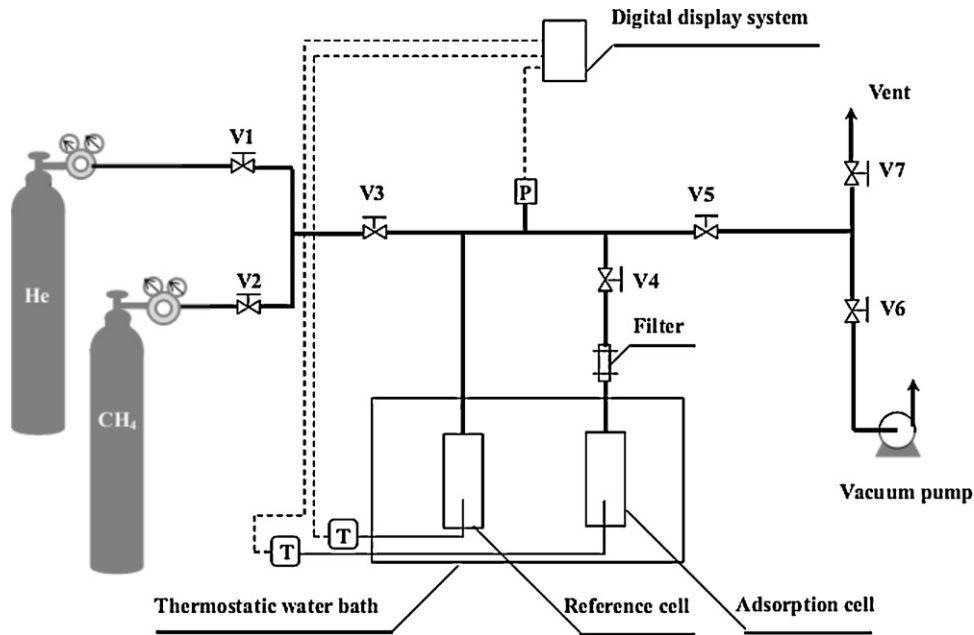 Digital display system
Vent
V1
V7
V3
P
V5
He
V2
V4
V6
Filter
CH₄
Vacuum pump
T
T
Thermostatic water bath
Reference cell
Adsorption cell